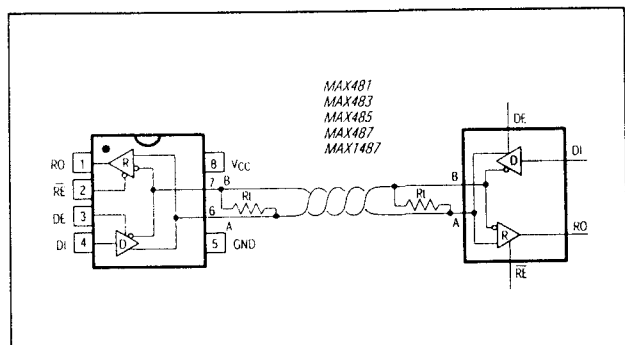 MAX481
MAX483
MAX485
MAX487
MAX1487
DE
RO 1
R
8 VCC
RE 2
7 B
Rt
DE 3
6
A
DI 4
D
5 GND
B
Rt
A
D
DI
R
RO
RE